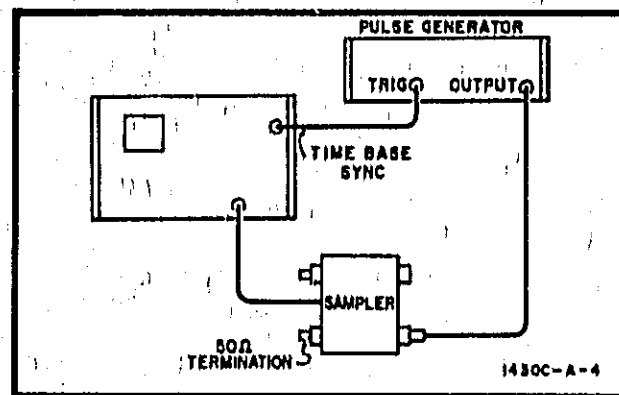 PULSE GENERATOR
TRIG OUTPUT
TIME BASE
SYNC
SAMPLER
50Ω
TERMINATION
1430C-A-4